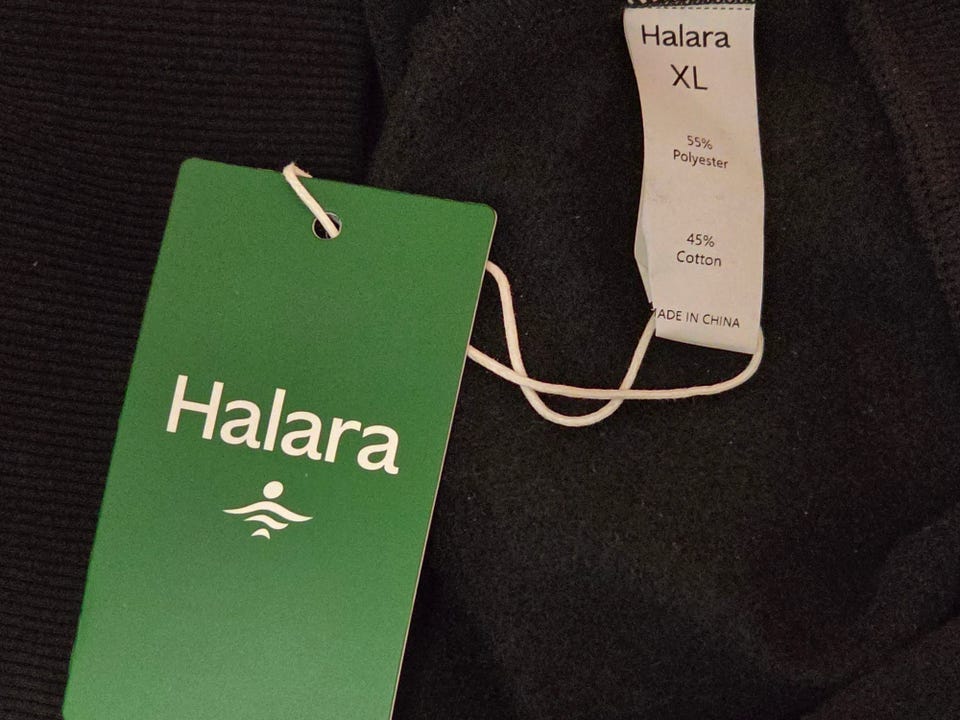 Halara
XL
55%
Polyester
45%
Cotton
MADE IN CHINA
Halara